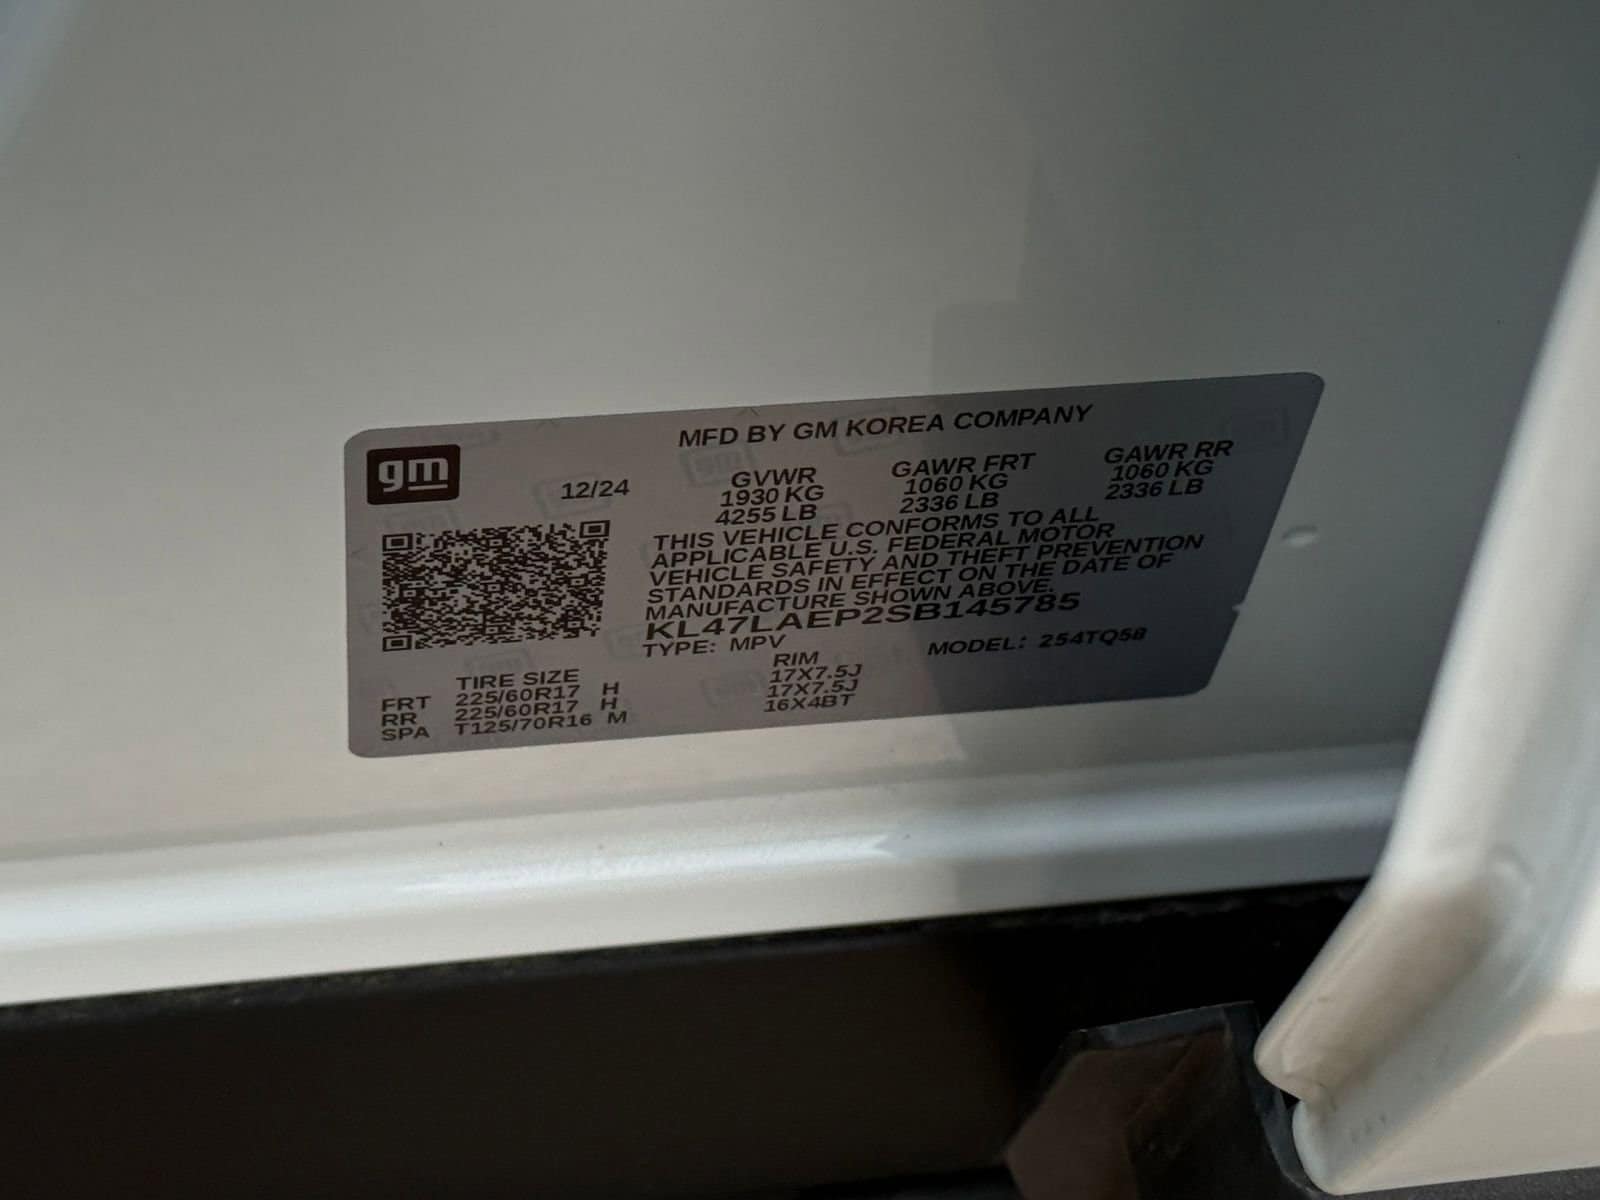 gm
MFD BY GM KOREA COMPANY
12/24
GVWR GAWR FRT GAWR RR
1930 KG 1060 KG 1060 KG
4255 LB 2336 LB 2336 LB
THIS VEHICLE CONFORMS TO ALL
APPLICABLE U.S. FEDERAL MOTOR
VEHICLE SAFETY AND THEFT PREVENTION
STANDARDS IN EFFECT ON THE DATE OF
MANUFACTURE SHOWN ABOVE.
KL47LAEP2SB145785
TYPE: MPV MODEL: 254TQ58
TIRE SIZE RIM
FRT 225/60R17 H 17X7.5J
RR 225/60R17 H 17X7.5J
SPA T125/70R16 M 16X4BT